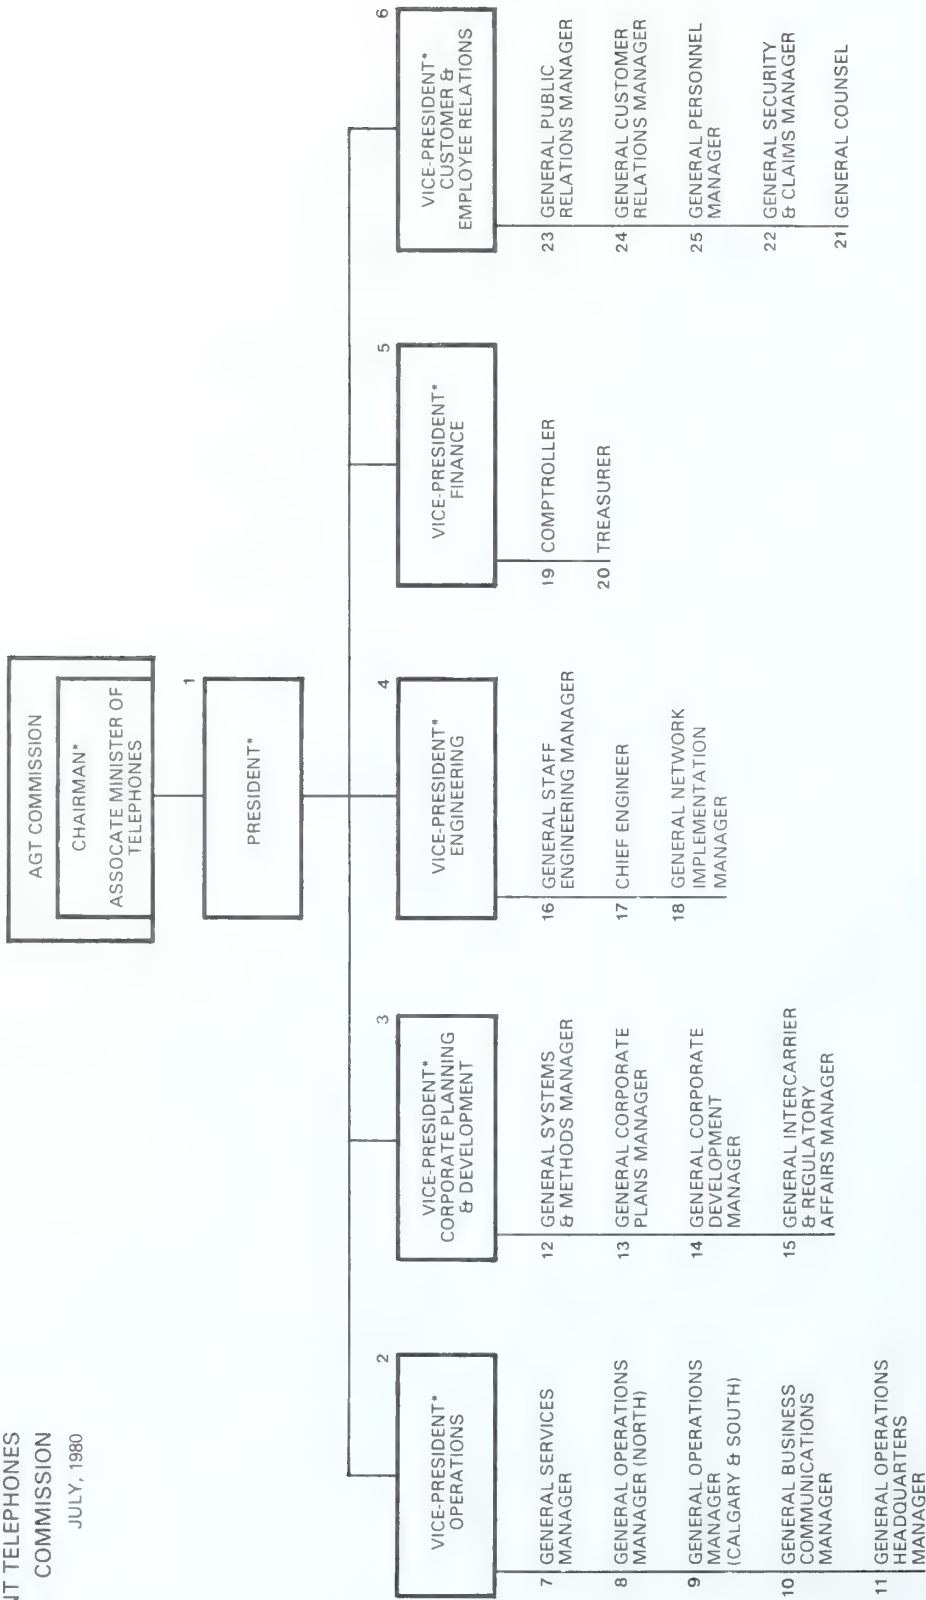 NT TELEPHONES
COMMISSION
JULY, 1980
AGT COMMISSION
CHAIRMAN*
ASSOCATE MINISTER OF
TELEPHONES
1
PRESIDENT*
2
VICE-PRESIDENT*
OPERATIONS
7 GENERAL SERVICES
MANAGER
8 GENERAL OPERATIONS
MANAGER (NORTH)
9 GENERAL OPERATIONS
MANAGER
(CALGARY & SOUTH)
10 GENERAL BUSINESS
COMMUNICATIONS
MANAGER
11 GENERAL OPERATIONS
HEADQUARTERS
MANAGER
3
VICE-PRESIDENT*
CORPORATE PLANNING
& DEVELOPMENT
12 GENERAL SYSTEMS
& METHODS MANAGER
13 GENERAL CORPORATE
PLANS MANAGER
14 GENERAL CORPORATE
DEVELOPMENT
MANAGER
15 GENERAL INTERCARRIER
& REGULATORY
AFFAIRS MANAGER
4
VICE-PRESIDENT*
ENGINEERING
16 GENERAL STAFF
ENGINEERING MANAGER
17 CHIEF ENGINEER
18 GENERAL NETWORK
IMPLEMENTATION
MANAGER
5
VICE-PRESIDENT*
FINANCE
19 COMPTROLLER
20 TREASURER
6
VICE-PRESIDENT*
CUSTOMER &
EMPLOYEE RELATIONS
23 GENERAL PUBLIC
RELATIONS MANAGER
24 GENERAL CUSTOMER
RELATIONS MANAGER
25 GENERAL PERSONNEL
MANAGER
22 GENERAL SECURITY
& CLAIMS MANAGER
21 GENERAL COUNSEL